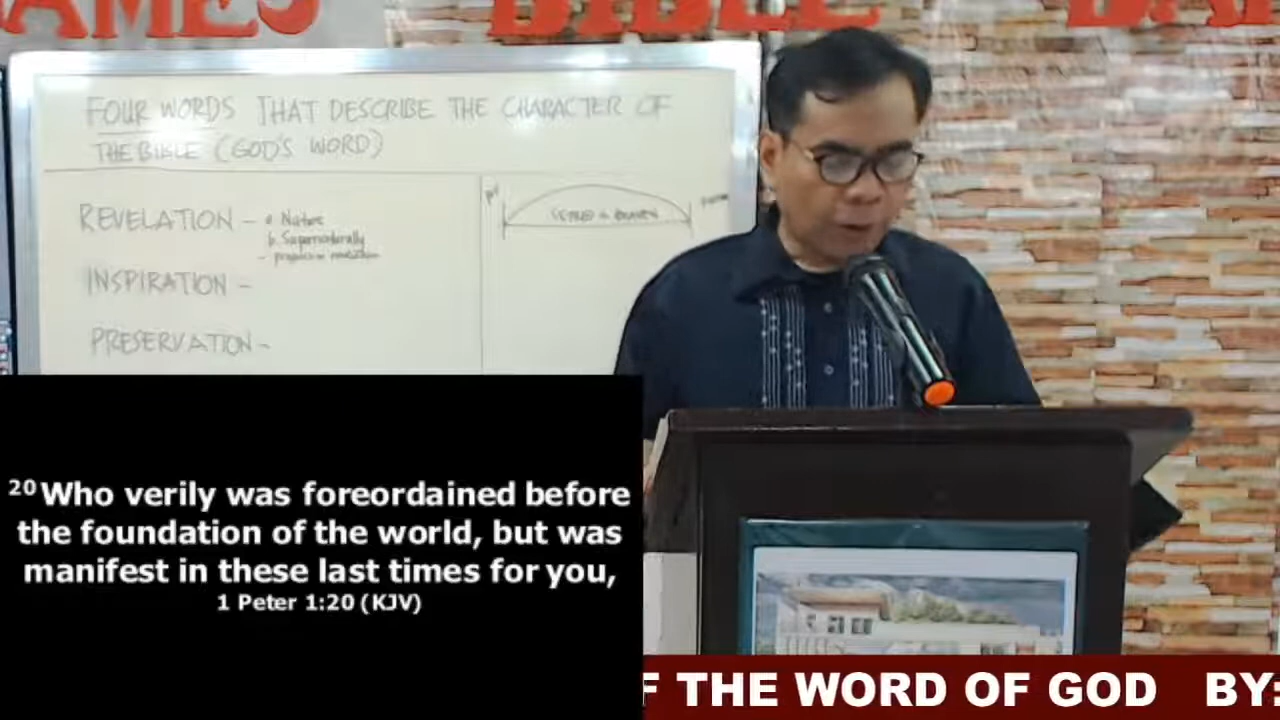 BIBLE
FOUR WORDS THAT DESCRIBE THE CHARACTER OF
THE BIBLE (GOD'S WORD)
REVELATION - a. Nature
b. Supernaturally
INSPIRATION -
PRESERVATION -
20 Who verily was foreordained before
the foundation of the world, but was
manifest in these last times for you,
1 Peter 1:20 (KJV)
F THE WORD OF GOD BY: